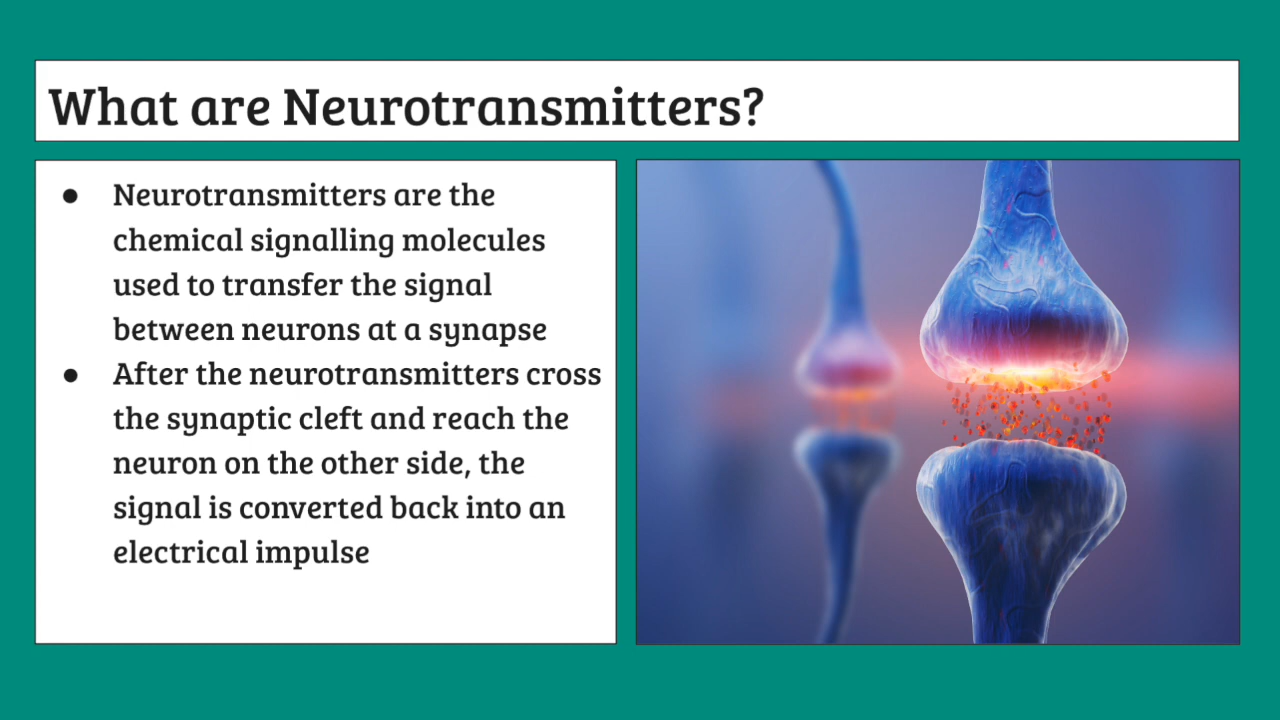 What are Neurotransmitters?
● Neurotransmitters are the
chemical signalling molecules
used to transfer the signal
between neurons at a synapse
● After the neurotransmitters cross
the synaptic cleft and reach the
neuron on the other side, the
signal is converted back into an
electrical impulse